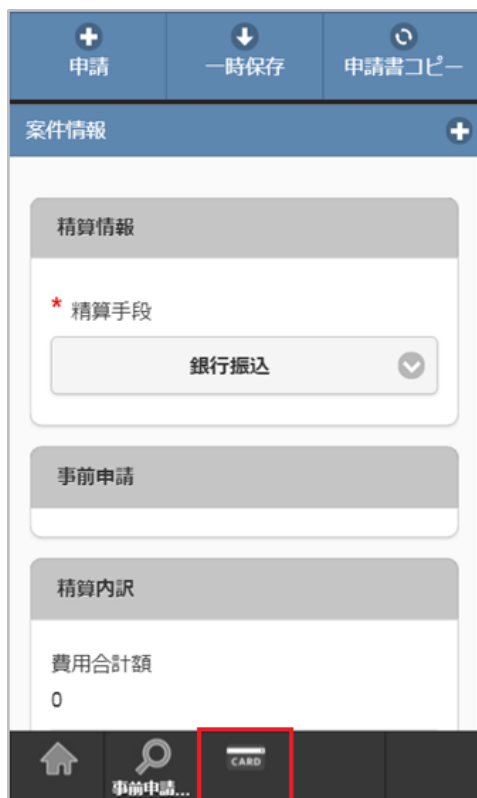 申請
一時保存
申請書コピー
案件情報
精算情報
* 精算手段
銀行振込
事前申請
精算内訳
費用合計額
0
事前申請...
CARD